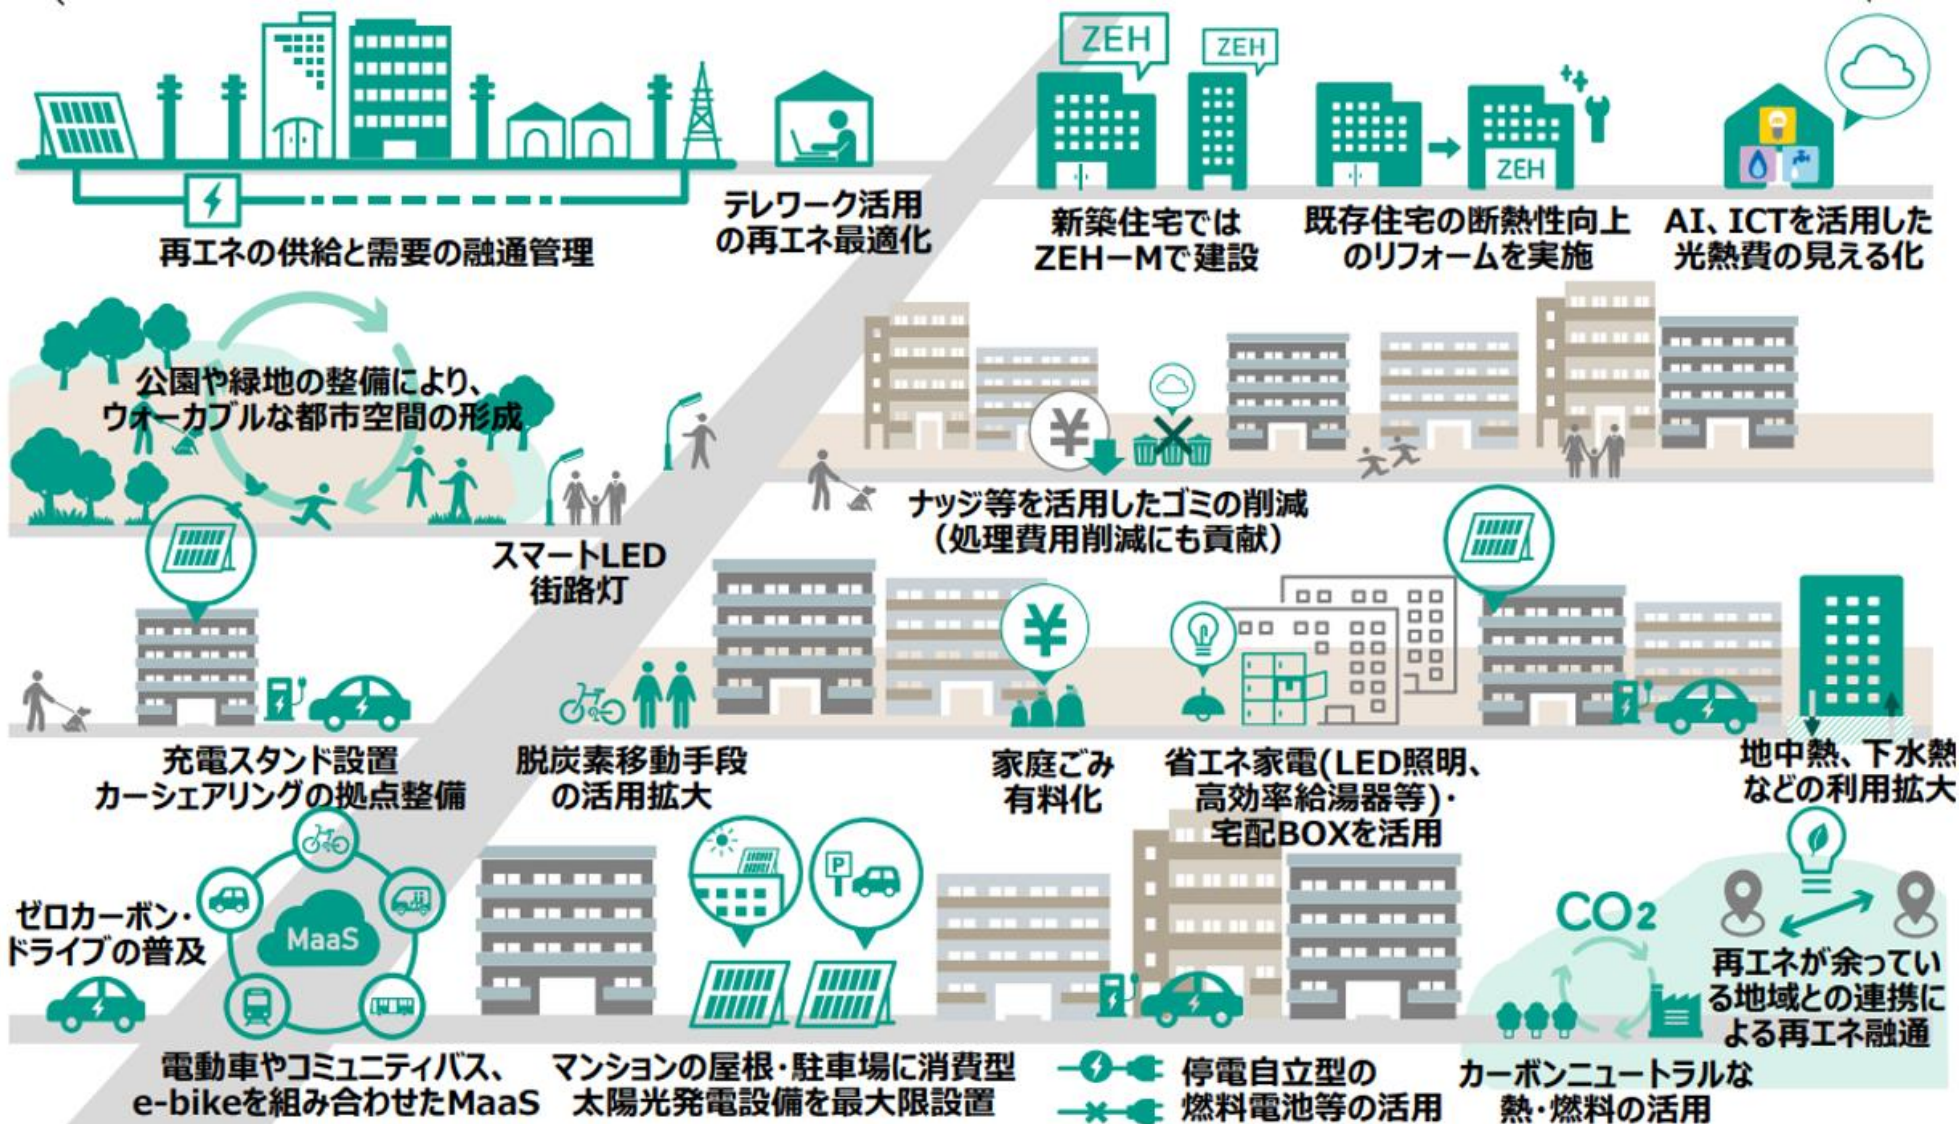 ZEH
ZEH
ZEH
再エネの供給と需要の融通管理
テレワーク活用
の再エネ最適化
新築住宅では
ZEHーMで建設
既存住宅の断熱性向上
のリフォームを実施
AI、ICTを活用した
光熱費の見える化
公園や緑地の整備により、
ウォーカブルな都市空間の形成
スマートLED
街路灯
¥
ナッジ等を活用したゴミの削減
（処理費用削減にも貢献）
充電スタンド設置
カーシェアリングの拠点整備
脱炭素移動手段
の活用拡大
¥
家庭ごみ
有料化
省エネ家電(LED照明、
高効率給湯器等)・
宅配BOXを活用
地中熱、下水熱
などの利用拡大
ゼロカーボン・
ドライブの普及
MaaS
電動車やコミュニティバス、
e-bikeを組み合わせたMaaS
P
マンションの屋根・駐車場に消費型
太陽光発電設備を最大限設置
停電自立型の
燃料電池等の活用
CO2
カーボンニュートラルな
熱・燃料の活用
再エネが余ってい
る地域との連携に
よる再エネ融通